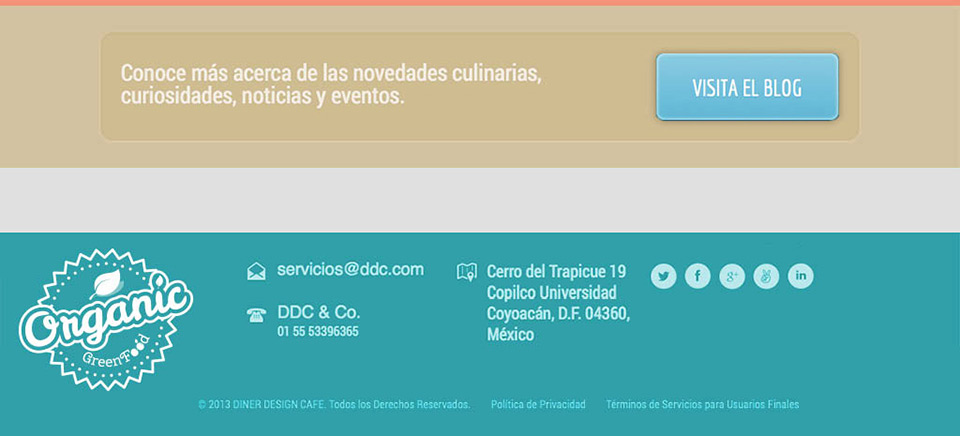 Conoce más acerca de las novedades culinarias,
curiosidades, noticias y eventos.
VISITA EL BLOG
Organic
GreenFood
servicios@ddc.com
DDC & Co.
01 55 53396365
Cerro del Trapicue 19
Copilco Universidad
Coyoacán, D.F. 04360,
México
f
g+
in
© 2013 DINER DESIGN CAFE. Todos los Derechos Reservados.
Política de Privacidad
Términos de Servicios para Usuarios Finales